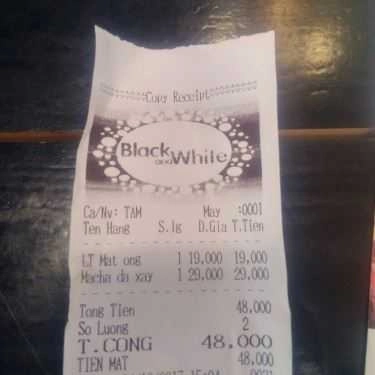 Copy Receipt
Black and White
Ca/Nv: TAM May :0001
Ten Hang S.lg D.Gia T.Tien
LT Mat ong 1 19,000 19,000
Macha da xay 1 29,000 29,000
Tong Tien 48.000
So Luong 2
T.CONG 48.000
TIEN MAT 48,000